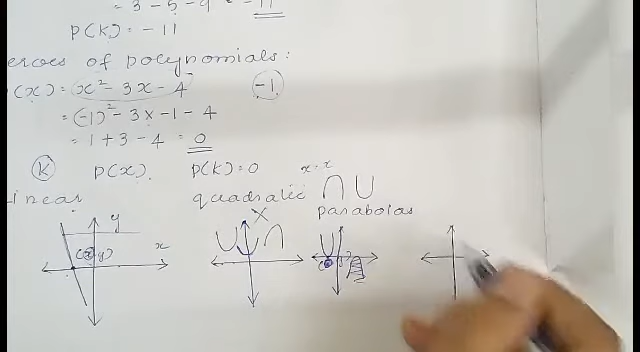 = 3 - 5 - 9 = -11
P(k) = -11
eroes of polynomials:
(x) = x² - 3x - 4 -1
= (-1)² - 3x - 1 - 4
= 1 + 3 - 4 = 0
k P(x). P(k) = 0 x·x
Linear quadratic
parabolas
y X
x